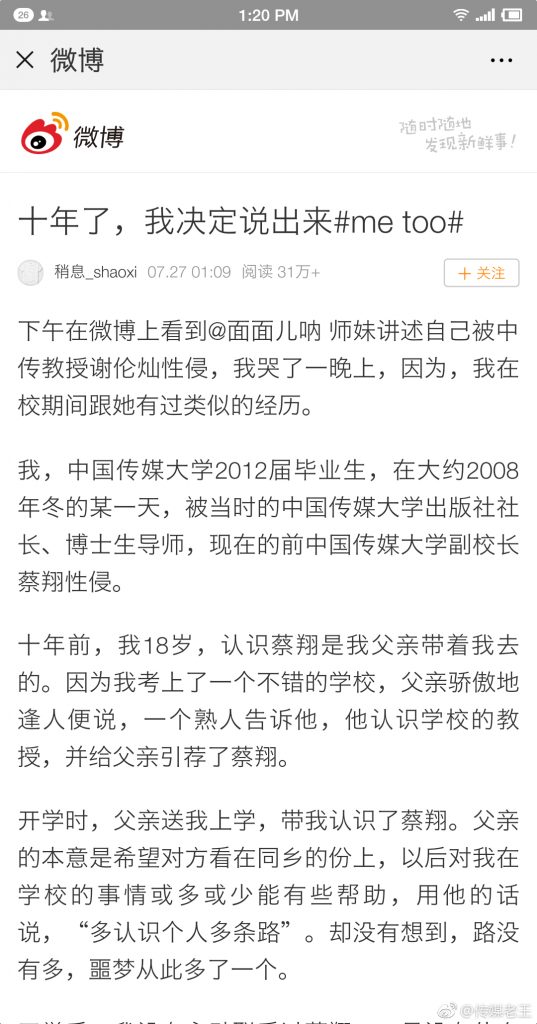 26
1:20 PM
微博
微博
随时随地
发现新鲜事！
十年了，我决定说出来#me too#
稍息_shaoxi 07.27 01:09 阅读 31万+
＋关注
下午在微博上看到@面面儿呐 师妹讲述自己被中
传教授谢伦灿性侵，我哭了一晚上，因为，我在
校期间跟她有过类似的经历。
我，中国传媒大学2012届毕业生，在大约2008
年冬的某一天，被当时的中国传媒大学出版社社
长、博士生导师，现在的前中国传媒大学副校长
蔡翔性侵。
十年前，我18岁，认识蔡翔是我父亲带着我去
的。因为我考上了一个不错的学校，父亲骄傲地
逢人便说，一个熟人告诉他，他认识学校的教
授，并给父亲引荐了蔡翔。
开学时，父亲送我上学，带我认识了蔡翔。父亲
的本意是希望对方看在同乡的份上，以后对我在
学校的事情或多或少能有些帮助，用他的话
说，“多认识个人多条路”。却没有想到，路没
有多，噩梦从此多了一个。
@传媒老王